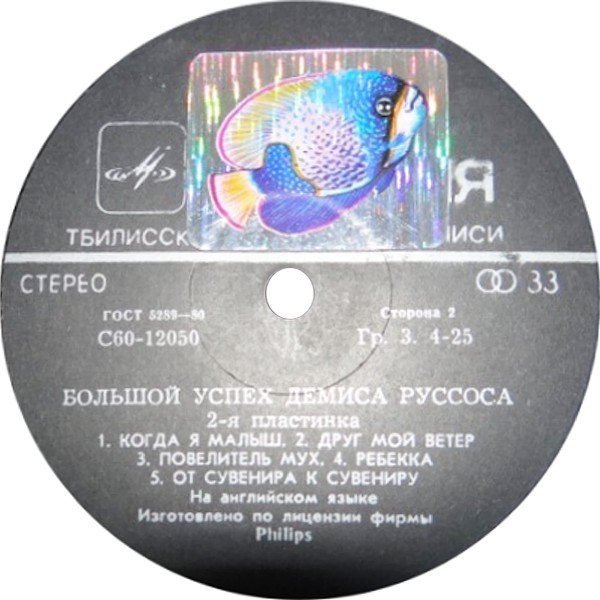 СТЕРЕО 33
ГОСТ 5289—80 Сторона 2
С60-12050 Гр. 3. 4-25
БОЛЬШОЙ УСПЕХ ДЕМИСА РУССОСА
2-я пластинка
1. КОГДА Я МАЛЫШ, 2. ДРУГ МОЙ ВЕТЕР
3. ПОВЕЛИТЕЛЬ МУХ, 4. РЕБЕККА
5. ОТ СУВЕНИРА К СУВЕНИРУ
На английском языке
Изготовлено по лицензии фирмы
Philips